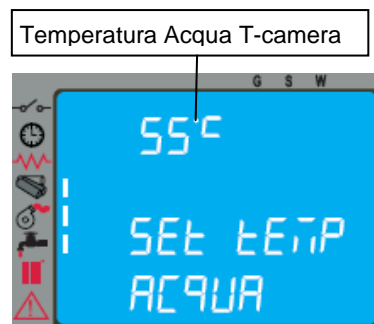 Temperatura Acqua T-camera
G S W
55°C
SET TEMP
ACQUA